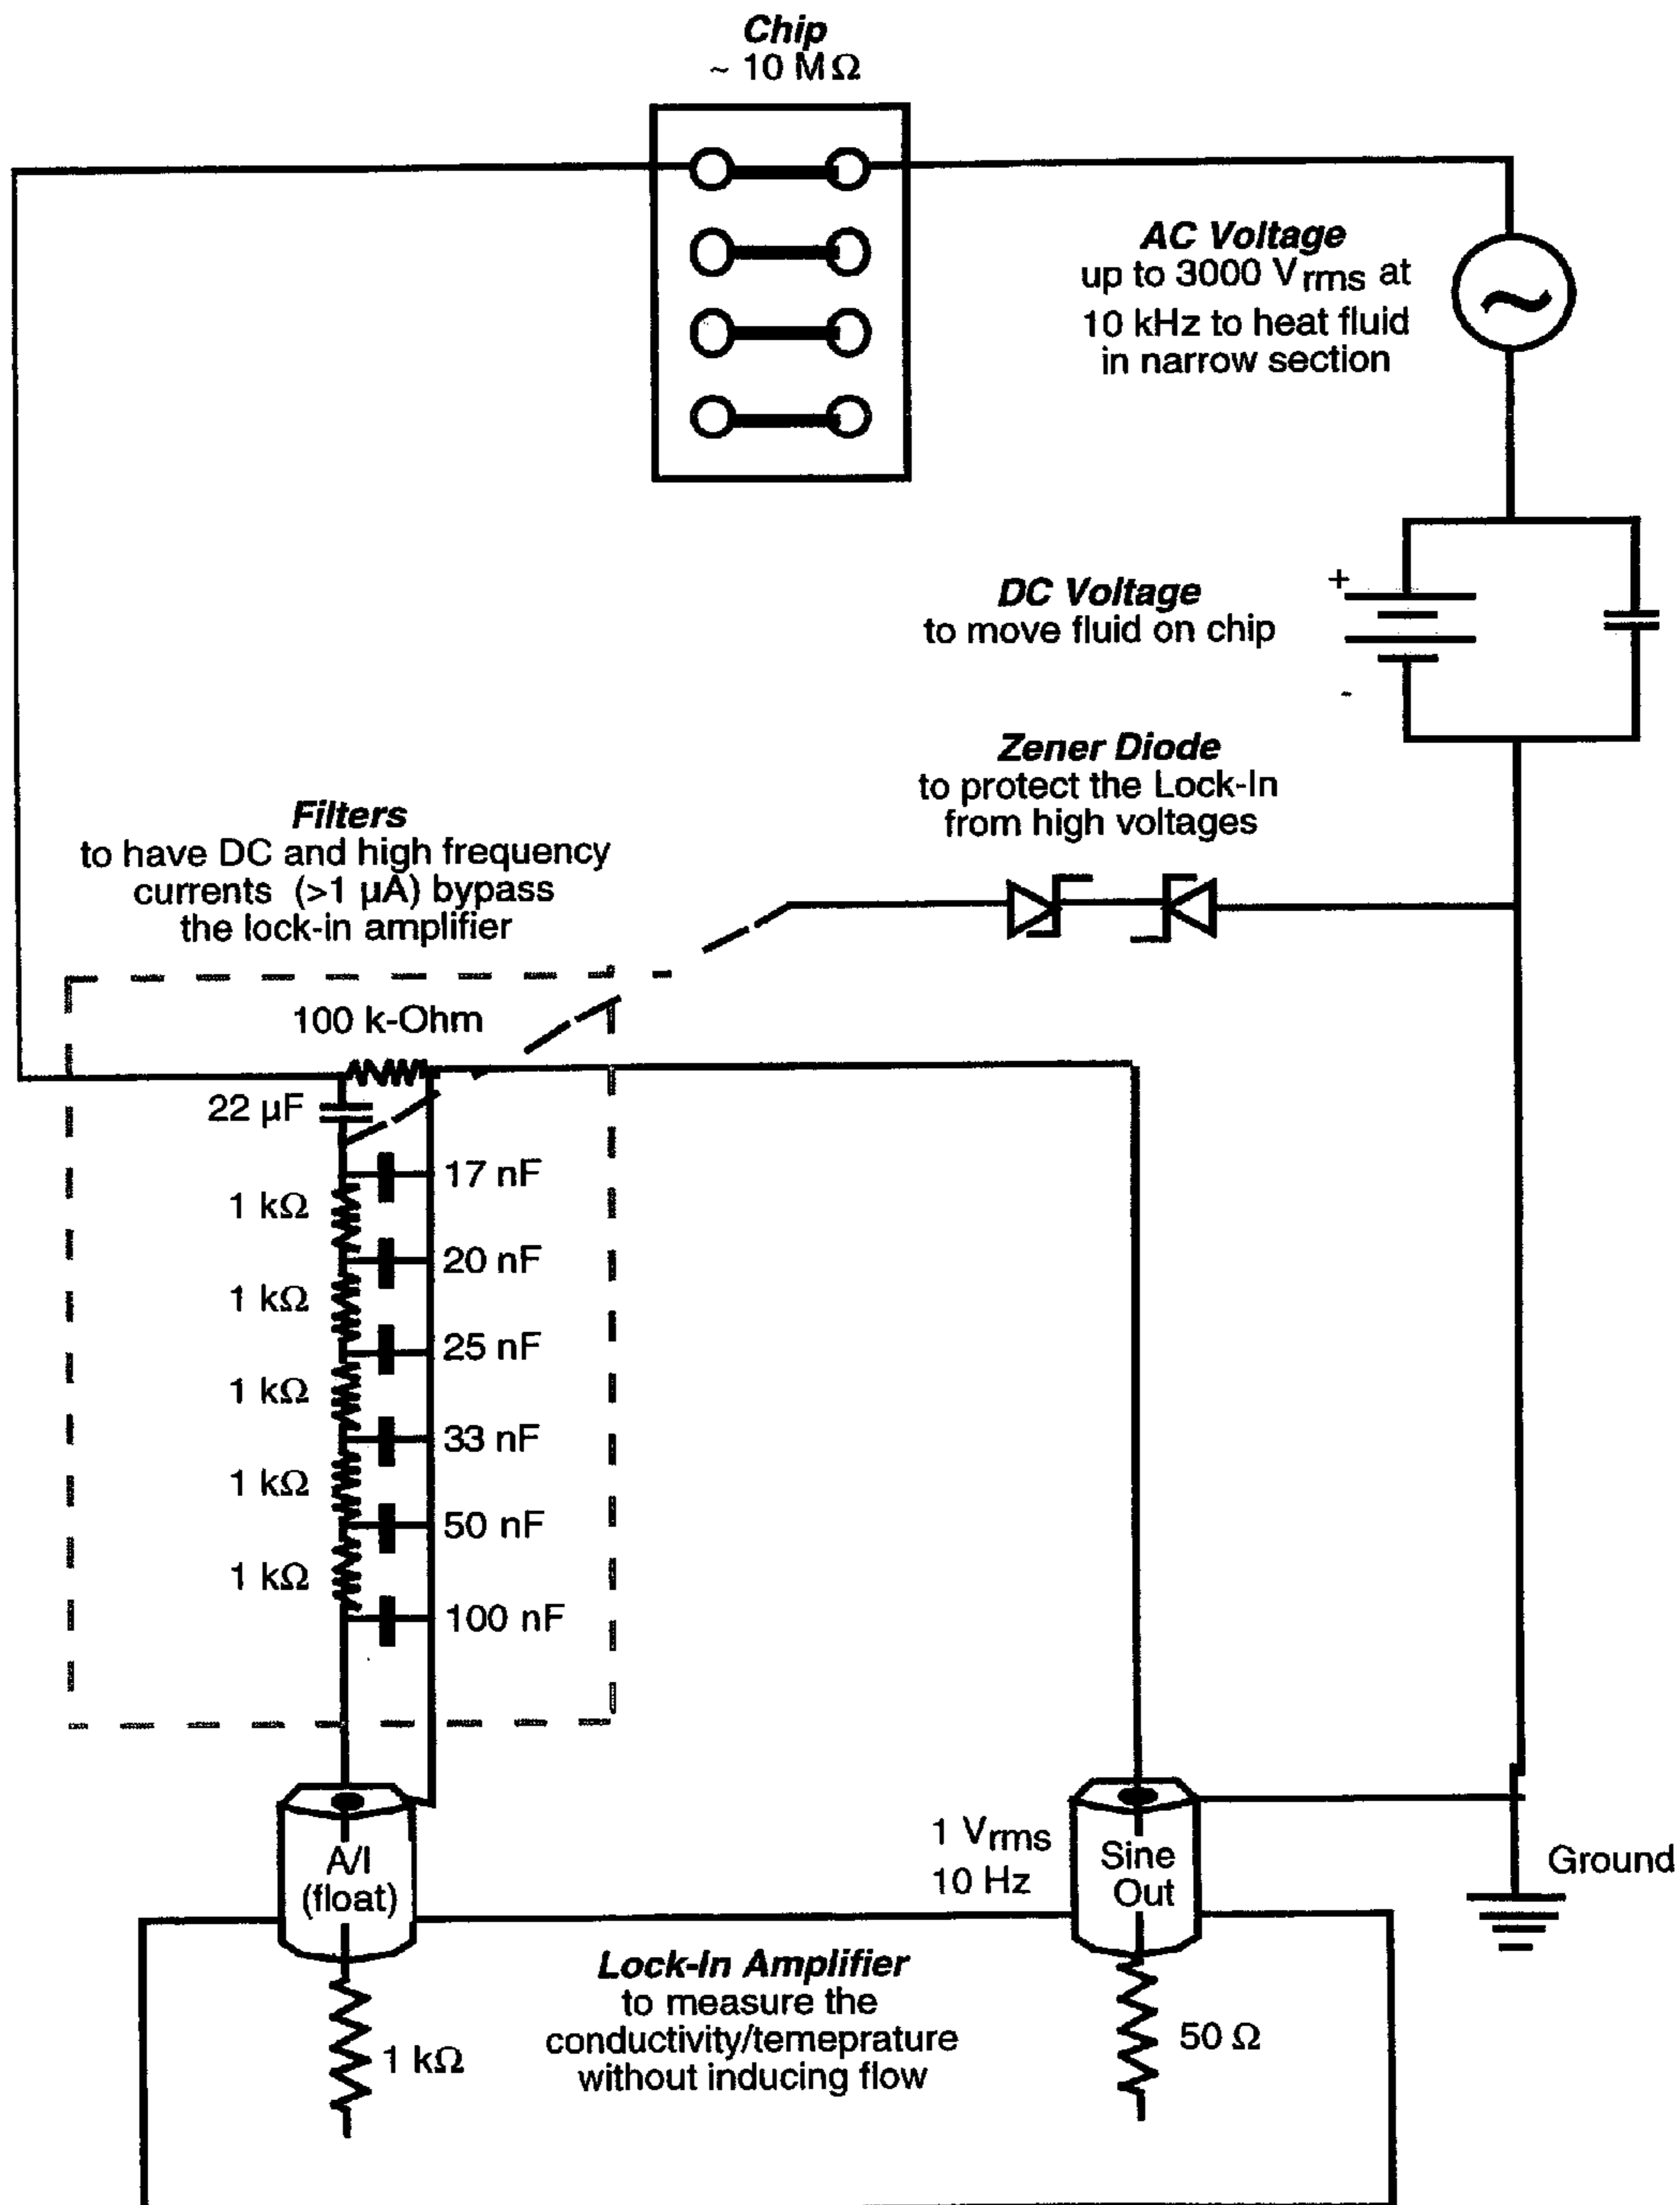 Chip
~ 10 MΩ
AC Voltage
up to 3000 Vrms at
10 kHz to heat fluid
in narrow section
+
DC Voltage
to move fluid on chip
-
Zener Diode
to protect the Lock-In
from high voltages
Filters
to have DC and high frequency
currents (>1 µA) bypass
the lock-in amplifier
100 k-Ohm
22 µF
17 nF
1 kΩ
20 nF
1 kΩ
25 nF
1 kΩ
33 nF
1 kΩ
50 nF
1 kΩ
100 nF
A/I
(float)
1 Vrms
10 Hz
Sine
Out
Ground
Lock-In Amplifier
to measure the
conductivity/temeprature
without inducing flow
1 kΩ
50 Ω